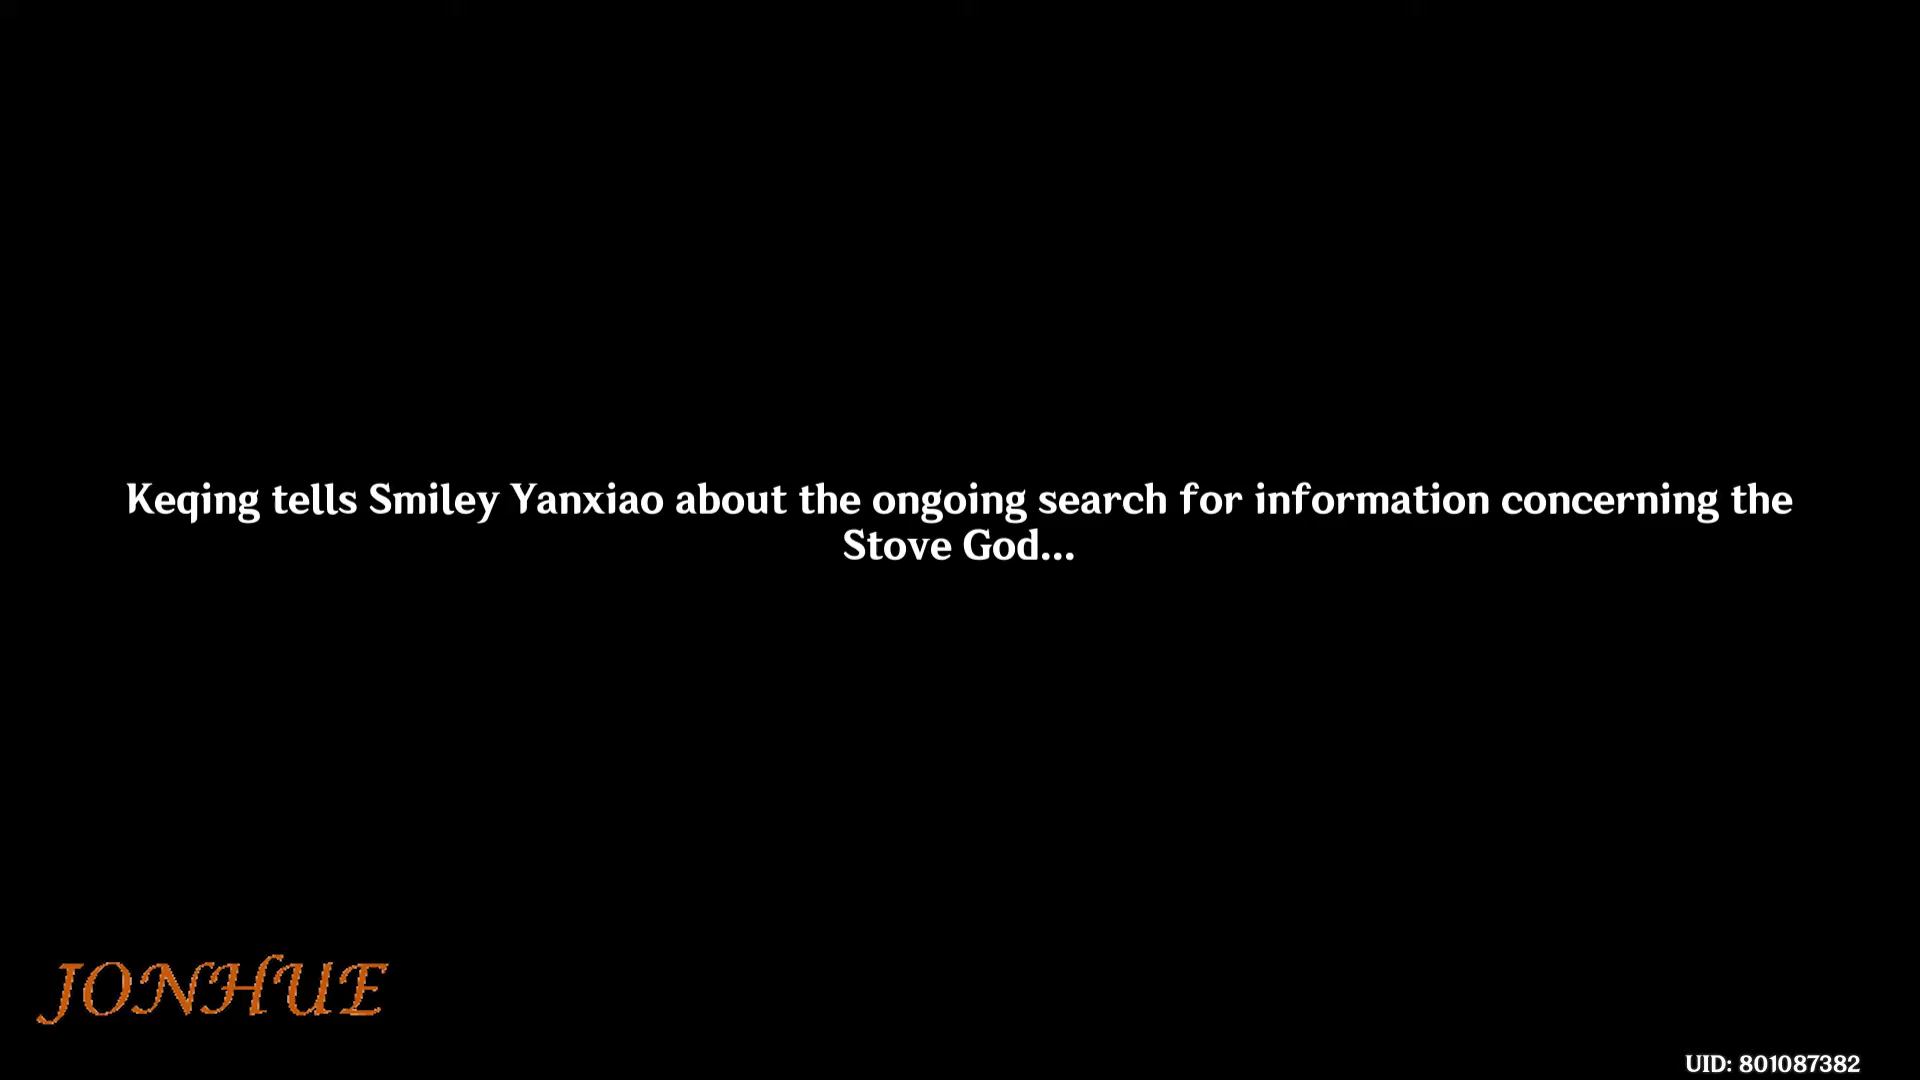 Keqing tells Smiley Yanxiao about the ongoing search for information concerning the
Stove God...
JONHUE
UID: 801087382